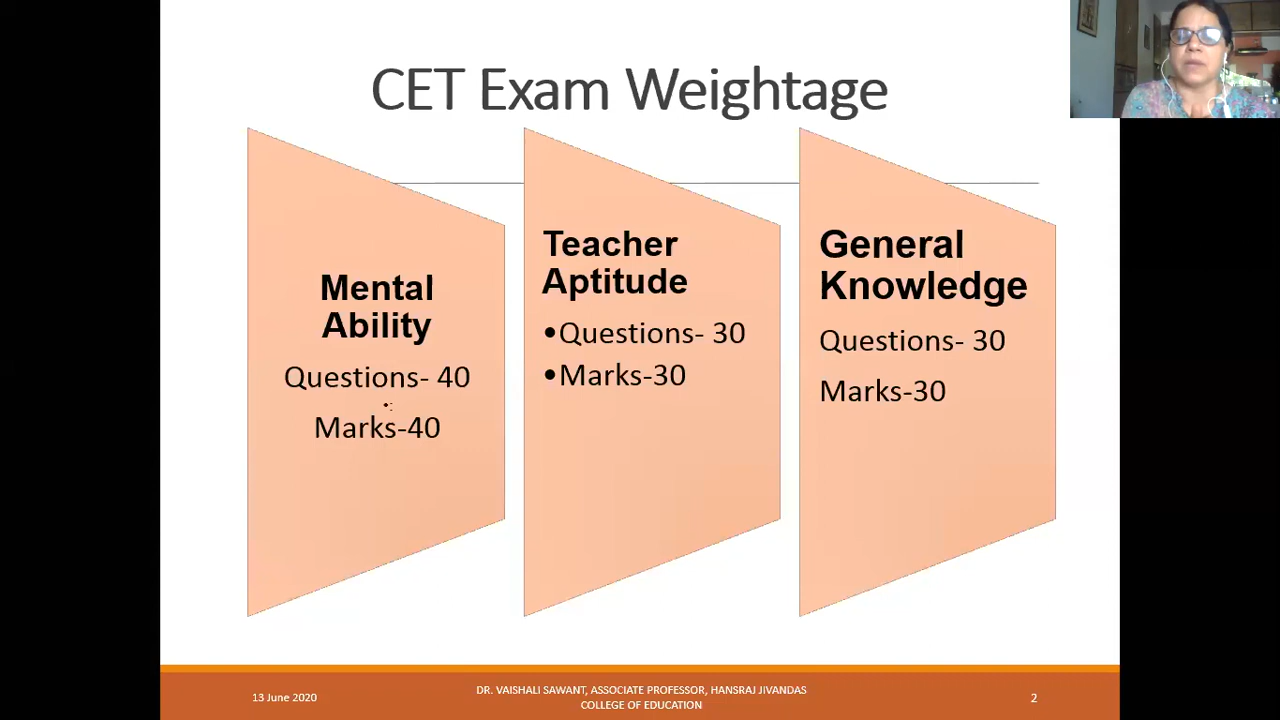 CET Exam Weightage
Mental
Ability
Questions- 40
Marks-40
Teacher
Aptitude
•Questions- 30
•Marks-30
General
Knowledge
Questions- 30
Marks-30
13 June 2020
DR. VAISHALI SAWANT, ASSOCIATE PROFESSOR, HANSRAJ JIVANDAS
COLLEGE OF EDUCATION
2